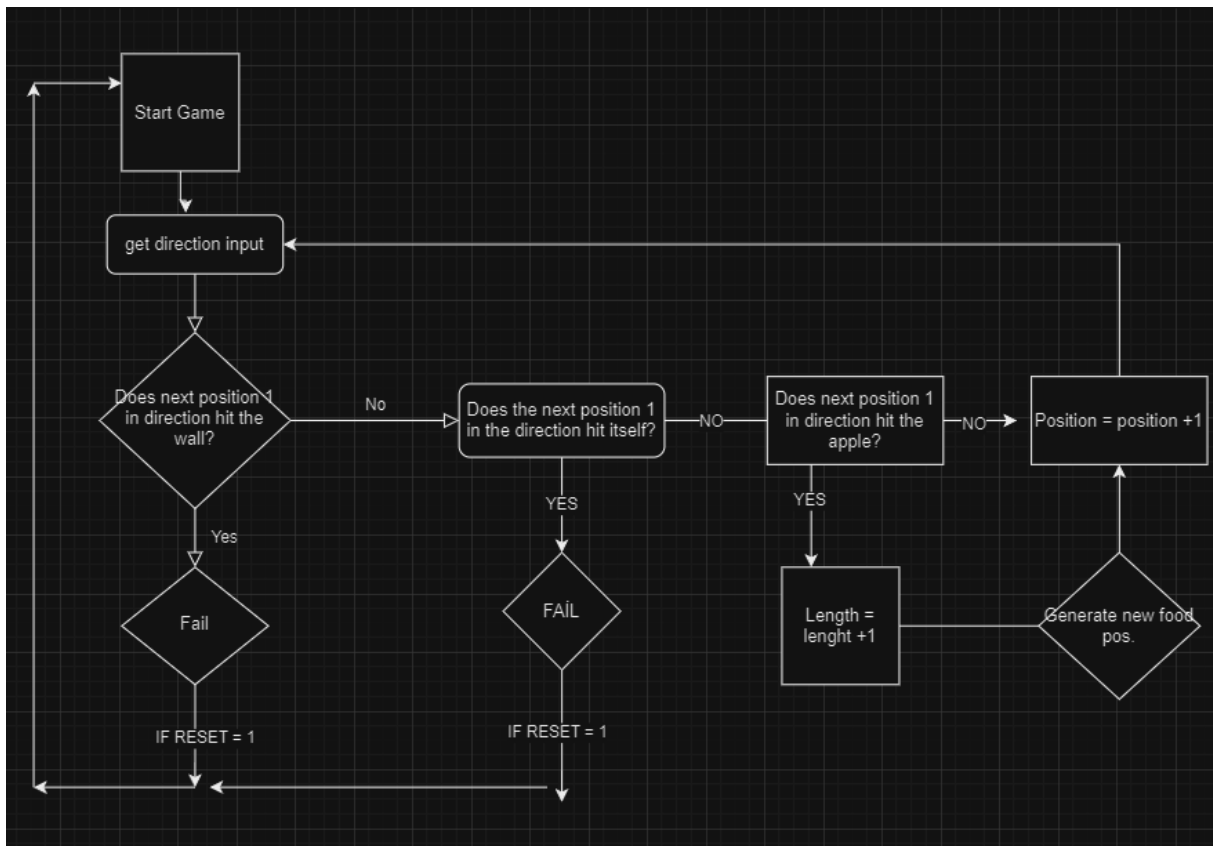 Start Game
get direction input
Does next position 1
in direction hit the
wall?
No
Does the next position 1
in the direction hit itself?
NO
Does next position 1
in direction hit the
apple?
NO
Position = position +1
Yes
YES
YES
Fail
FAİL
Length =
lenght +1
Generate new food
pos.
IF RESET = 1
IF RESET = 1